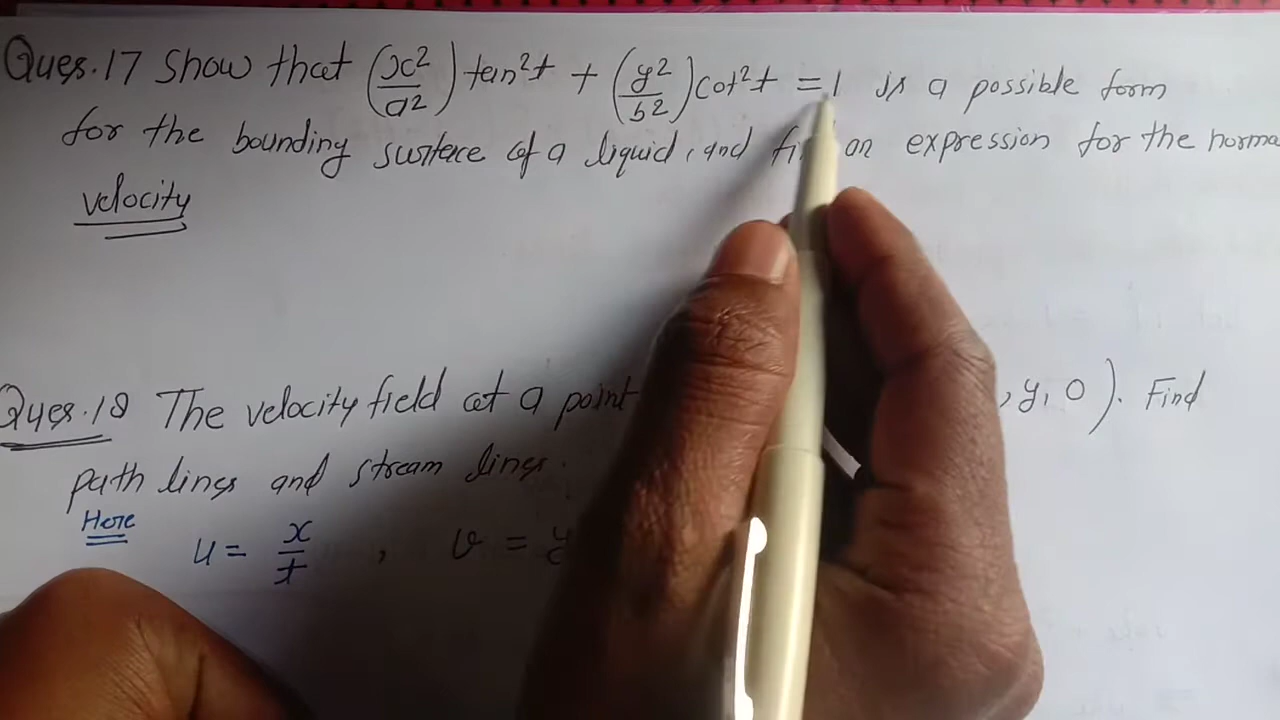 Ques.17 Show that (x²/a²) tan²t + (y²/b²) cot²t = 1 is a possible form
for the bounding surface of a liquid, and an expression for the norma
velocity
Ques.18 The velocity field at a point , y, 0). Find
path lings and stream lings.
Here
u = x/t , v =